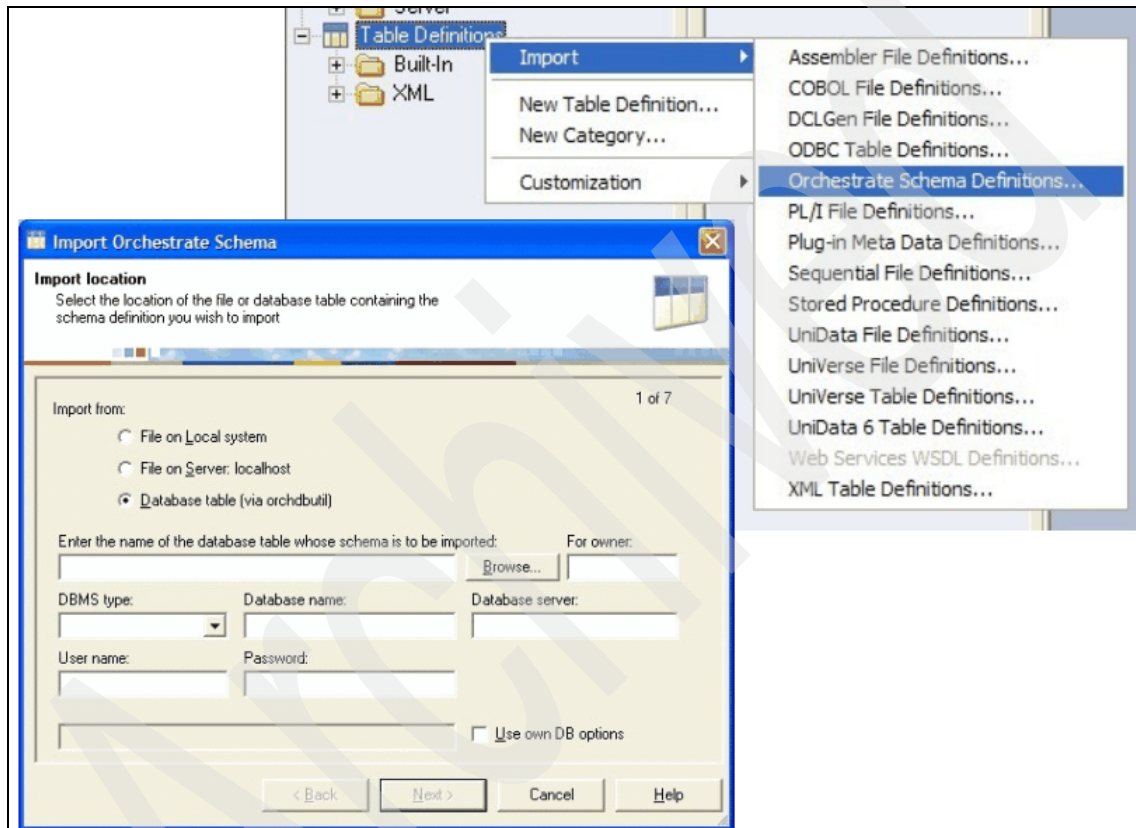 Server
Table Definitions
Built-In
XML
Import
New Table Definition...
New Category...
Customization
Assembler File Definitions...
COBOL File Definitions...
DCLGen File Definitions...
ODBC Table Definitions...
Orchestrate Schema Definitions...
PL/I File Definitions...
Plug-in Meta Data Definitions...
Sequential File Definitions...
Stored Procedure Definitions...
UniData File Definitions...
UniVerse File Definitions...
UniVerse Table Definitions...
UniData 6 Table Definitions...
Web Services WSDL Definitions...
XML Table Definitions...
Import Orchestrate Schema
Import location
Select the location of the file or database table containing the
schema definition you wish to import
1 of 7
Import from:
File on Local system
File on Server: localhost
Database table (via orchdbutil)
Enter the name of the database table whose schema is to be imported: For owner:
Browse...
DBMS type: Database name: Database server:
User name: Password:
Use own DB options
< Back Next > Cancel Help
Archived